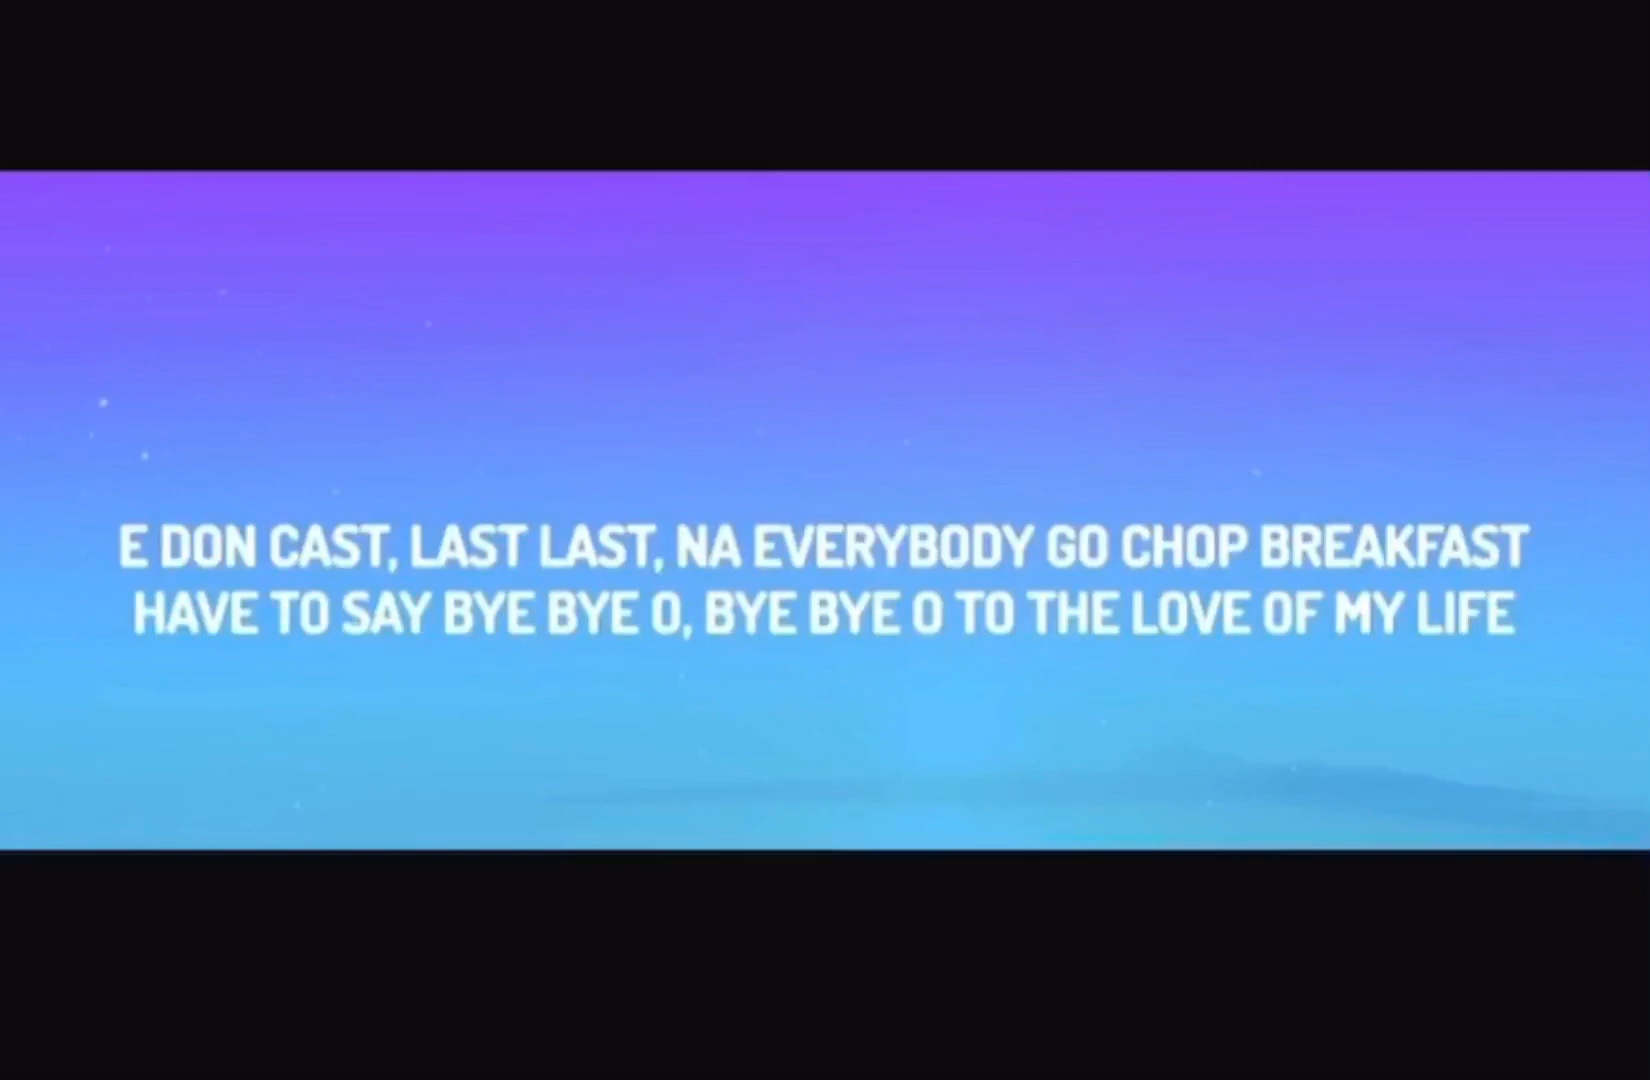 E DON CAST, LAST LAST, NA EVERYBODY GO CHOP BREAKFAST
HAVE TO SAY BYE BYE O, BYE BYE O TO THE LOVE OF MY LIFE